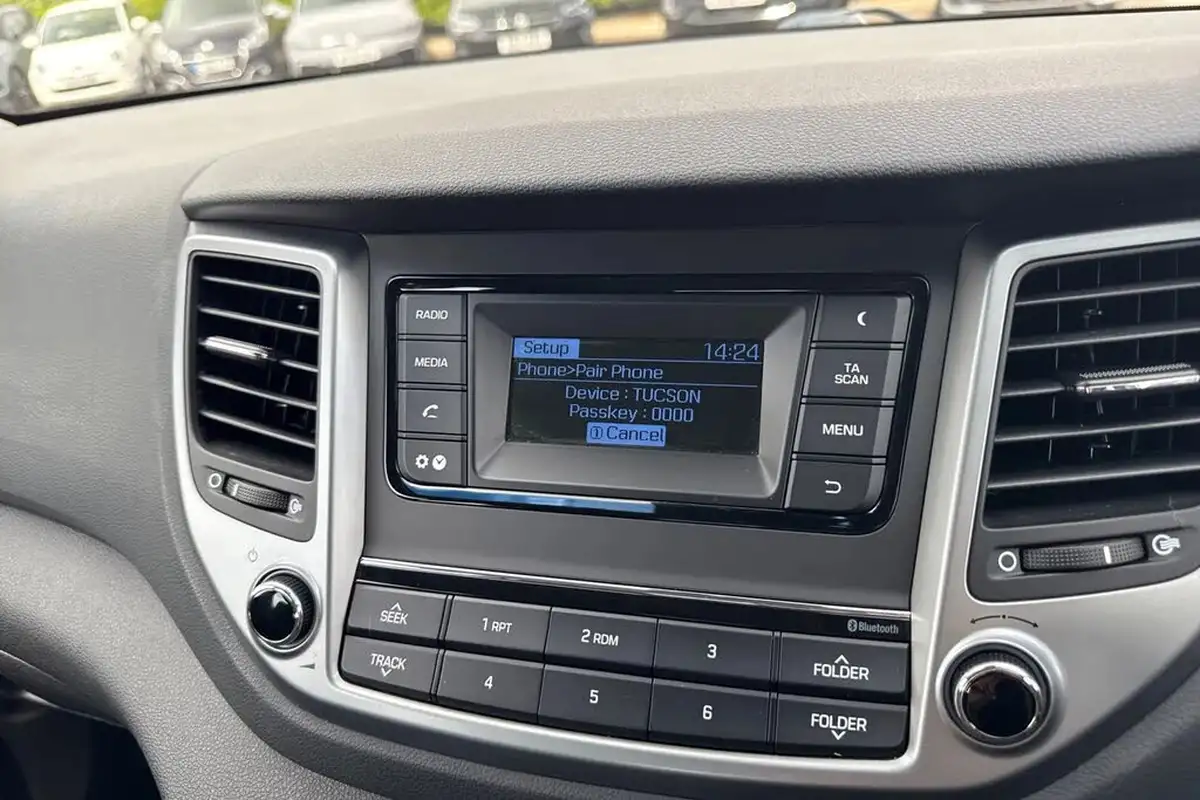 RADIO
MEDIA
Setup 14:24
Phone>Pair Phone
Device : TUCSON
Passkey : 0000
① Cancel
TA
SCAN
MENU
Bluetooth
SEEK
TRACK
1 RPT
2 RDM
3
4
5
6
FOLDER
FOLDER